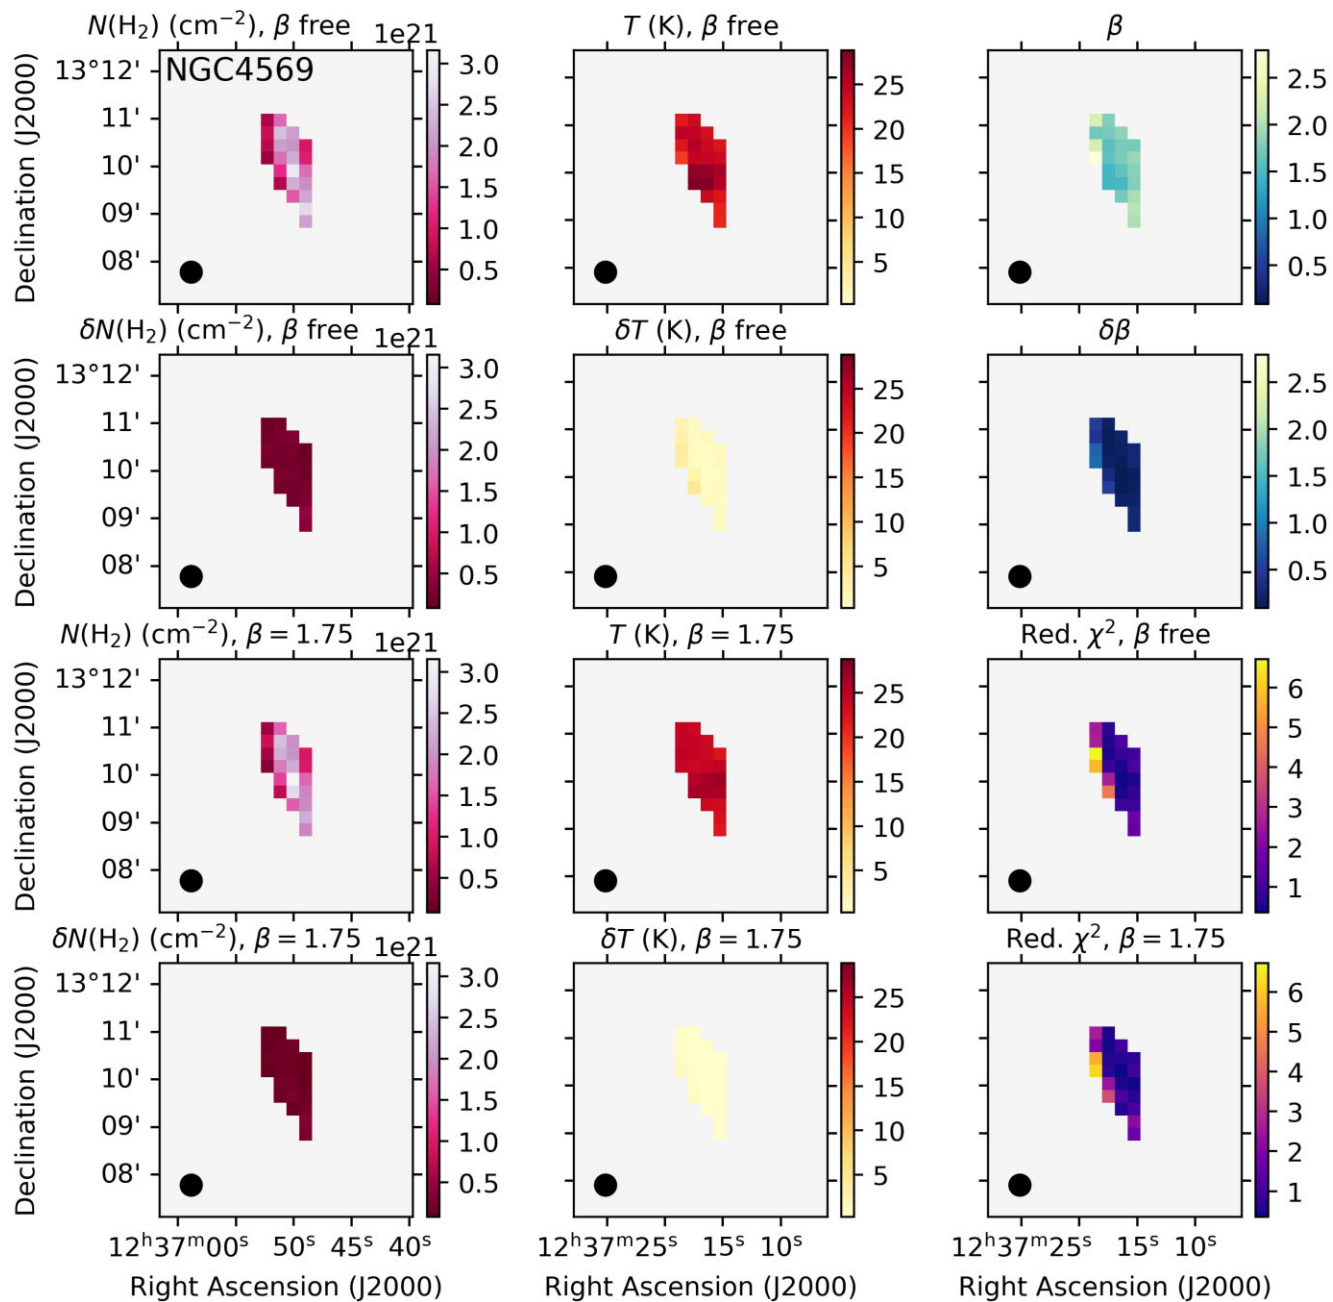 N(H₂) (cm⁻²), β free 1e21 T (K), β free β
NGC4569
13°12' 11' 10' 09' 08'
Declination (J2000)
3.0 2.5 2.0 1.5 1.0 0.5
25 20 15 10 5
2.5 2.0 1.5 1.0 0.5
δN(H₂) (cm⁻²), β free 1e21 δT (K), β free δβ
13°12' 11' 10' 09' 08'
Declination (J2000)
3.0 2.5 2.0 1.5 1.0 0.5
25 20 15 10 5
2.5 2.0 1.5 1.0 0.5
N(H₂) (cm⁻²), β = 1.75 1e21 T (K), β = 1.75 Red. χ², β free
13°12' 11' 10' 09' 08'
Declination (J2000)
3.0 2.5 2.0 1.5 1.0 0.5
25 20 15 10 5
6 5 4 3 2 1
δN(H₂) (cm⁻²), β = 1.75 1e21 δT (K), β = 1.75 Red. χ², β = 1.75
13°12' 11' 10' 09' 08'
Declination (J2000)
3.0 2.5 2.0 1.5 1.0 0.5
25 20 15 10 5
6 5 4 3 2 1
12ʰ37ᵐ00ˢ 50ˢ 45ˢ 40ˢ 12ʰ37ᵐ25ˢ 15ˢ 10ˢ 12ʰ37ᵐ25ˢ 15ˢ 10ˢ
Right Ascension (J2000) Right Ascension (J2000) Right Ascension (J2000)